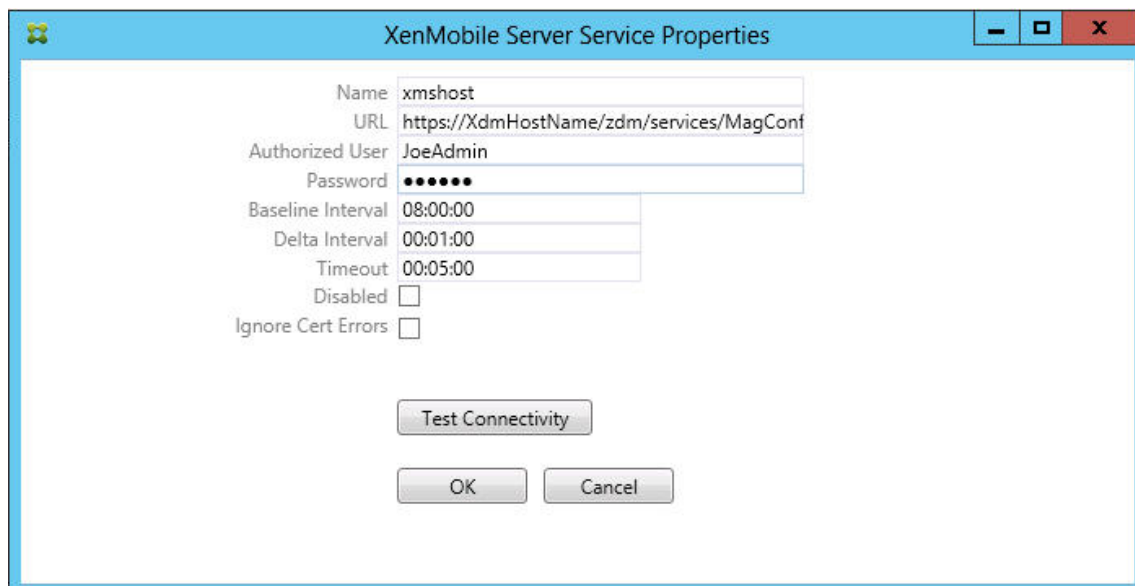 XenMobile Server Service Properties
Name xmshost
URL https://XdmHostName/zdm/services/MagConf
Authorized User JoeAdmin
Password ●●●●●●
Baseline Interval 08:00:00
Delta Interval 00:01:00
Timeout 00:05:00
Disabled
Ignore Cert Errors
Test Connectivity
OK Cancel